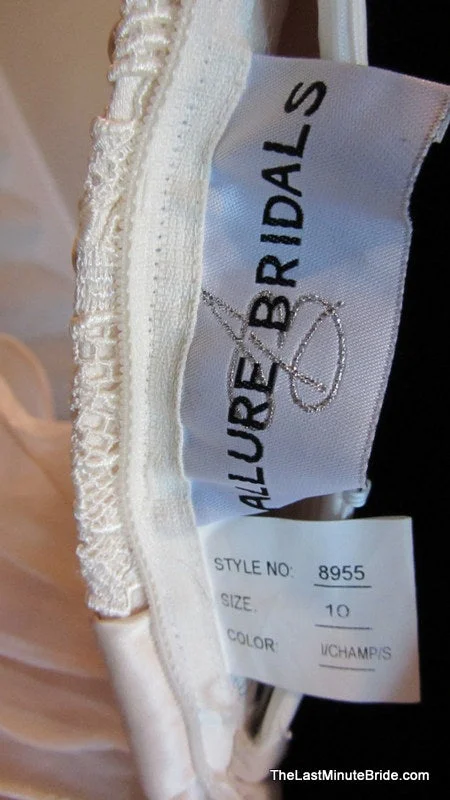 ALLURE BRIDALS
STYLE NO: 8955
SIZE. 10
COLOR: I/CHAMP/S
TheLastMinuteBride.com